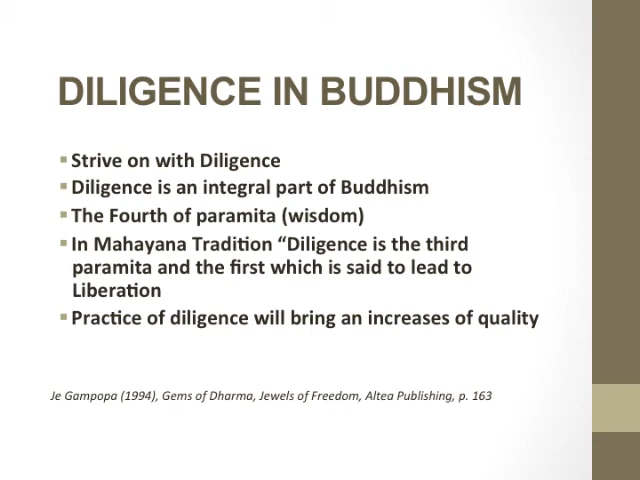 DILIGENCE IN BUDDHISM
▪ Strive on with Diligence
▪ Diligence is an integral part of Buddhism
▪ The Fourth of paramita (wisdom)
▪ In Mahayana Tradition “Diligence is the third
paramita and the first which is said to lead to
Liberation
▪ Practice of diligence will bring an increases of quality
Je Gampopa (1994), Gems of Dharma, Jewels of Freedom, Altea Publishing, p. 163